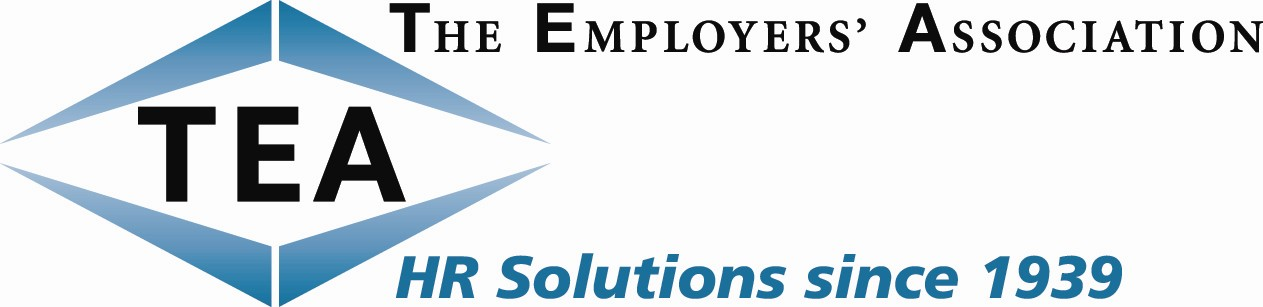 THE EMPLOYERS’ ASSOCIATION
TEA
HR Solutions since 1939